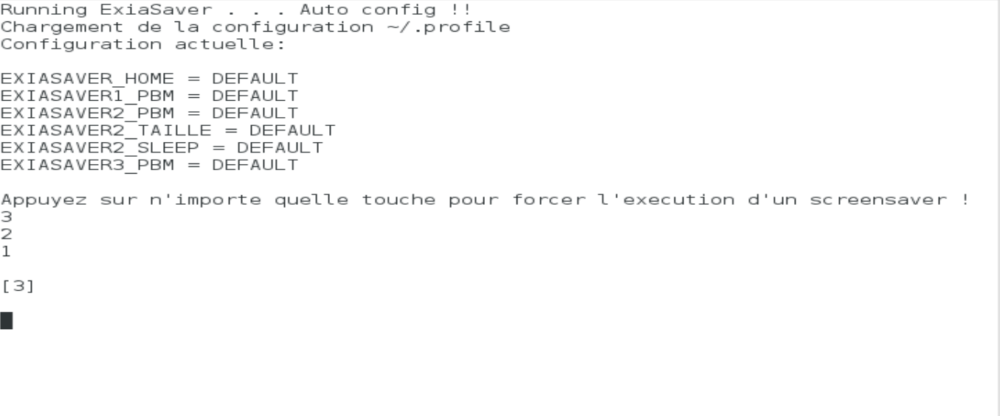 Running ExiaSaver . . . Auto config !!
Chargement de la configuration ~/.profile
Configuration actuelle:
EXIASAVER_HOME = DEFAULT
EXIASAVER1_PBM = DEFAULT
EXIASAVER2_PBM = DEFAULT
EXIASAVER2_TAILLE = DEFAULT
EXIASAVER2_SLEEP = DEFAULT
EXIASAVER3_PBM = DEFAULT
Appuyez sur n'importe quelle touche pour forcer l'execution d'un screensaver !
3
2
1
[3]